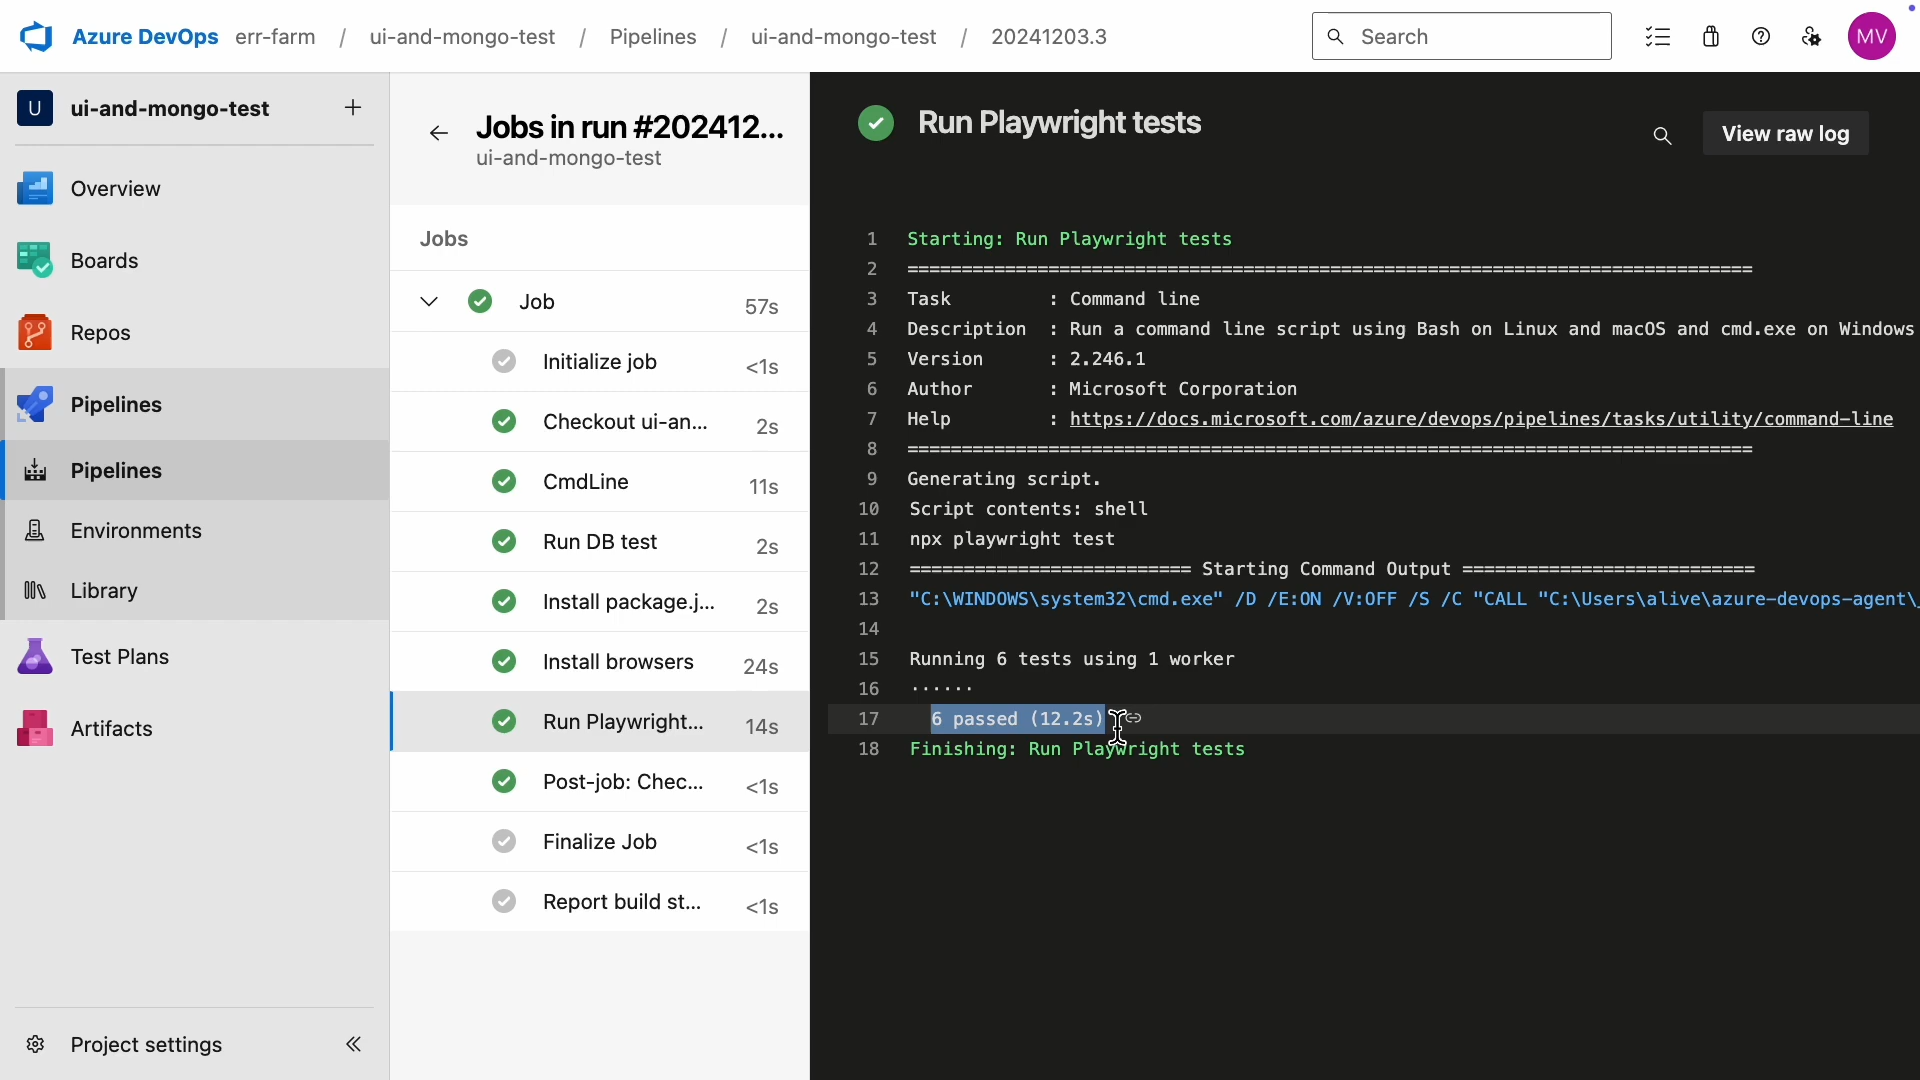 Azure DevOps err-farm / ui-and-mongo-test / Pipelines / ui-and-mongo-test / 20241203.3
Search
MV
U ui-and-mongo-test +
Overview
Boards
Repos
Pipelines
Pipelines
Environments
Library
Test Plans
Artifacts
Project settings
Jobs in run #202412...
ui-and-mongo-test
Jobs
Job 57s
Initialize job <1s
Checkout ui-an... 2s
CmdLine 11s
Run DB test 2s
Install package.j... 2s
Install browsers 24s
Run Playwright... 14s
Post-job: Chec... <1s
Finalize Job <1s
Report build st... <1s
Run Playwright tests
View raw log
1 Starting: Run Playwright tests
2 ==============================================================================
3 Task : Command line
4 Description : Run a command line script using Bash on Linux and macOS and cmd.exe on Windows
5 Version : 2.246.1
6 Author : Microsoft Corporation
7 Help : https://docs.microsoft.com/azure/devops/pipelines/tasks/utility/command-line
8 ==============================================================================
9 Generating script.
10 Script contents: shell
11 npx playwright test
12 ========================== Starting Command Output ===========================
13 "C:\WINDOWS\system32\cmd.exe" /D /E:ON /V:OFF /S /C "CALL "C:\Users\alive\azure-devops-agent\_
14
15 Running 6 tests using 1 worker
16 ······
17 6 passed (12.2s)
18 Finishing: Run Playwright tests